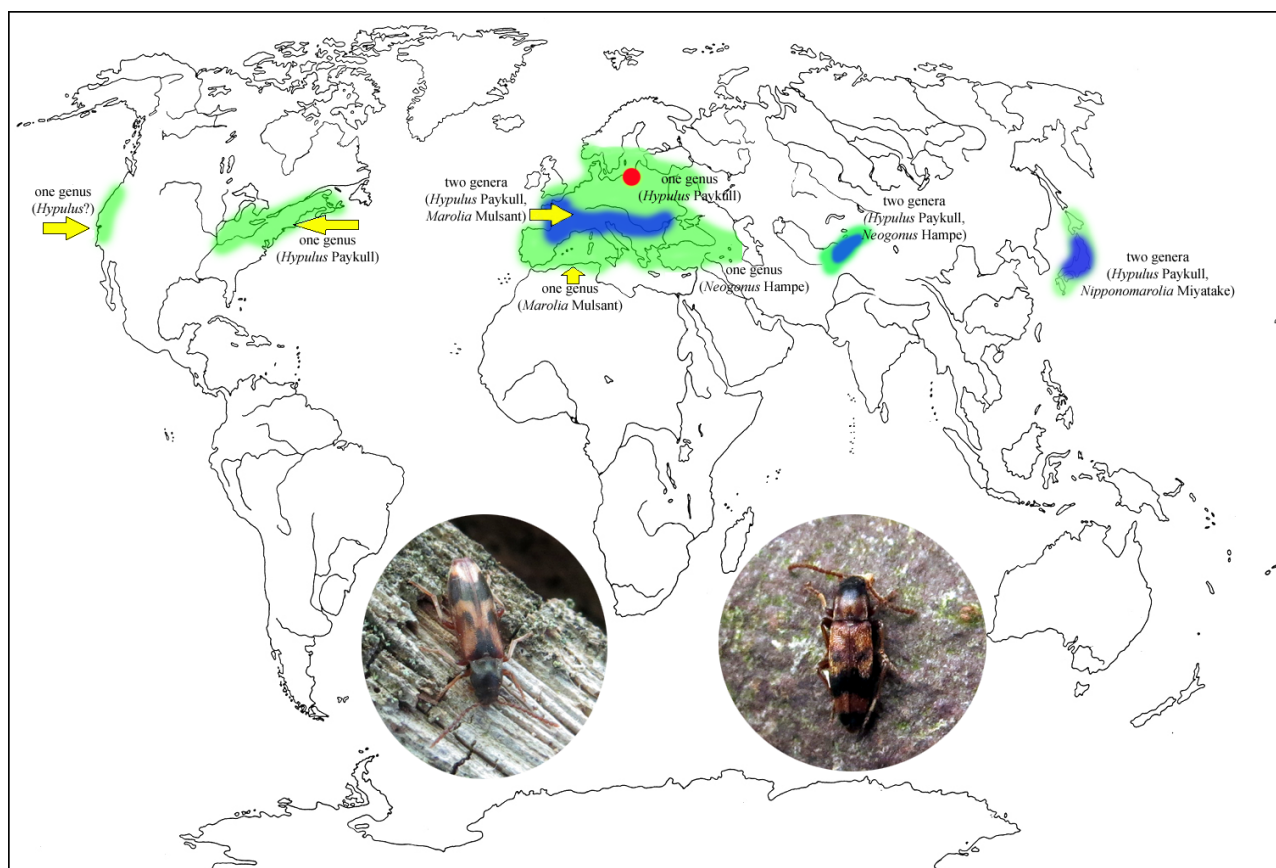 one genus
(Hypulus?)
one genus
(Hypulus Paykull)
two genera
(Hypulus Paykull,
Marolia Mulsant)
one genus
(Hypulus Paykull)
one genus
(Marolia Mulsant)
one genus
(Neogonus Hampe)
two genera
(Hypulus Paykull,
Neogonus Hampe)
two genera
(Hypulus Paykull,
Nipponomarolia Miyatake)